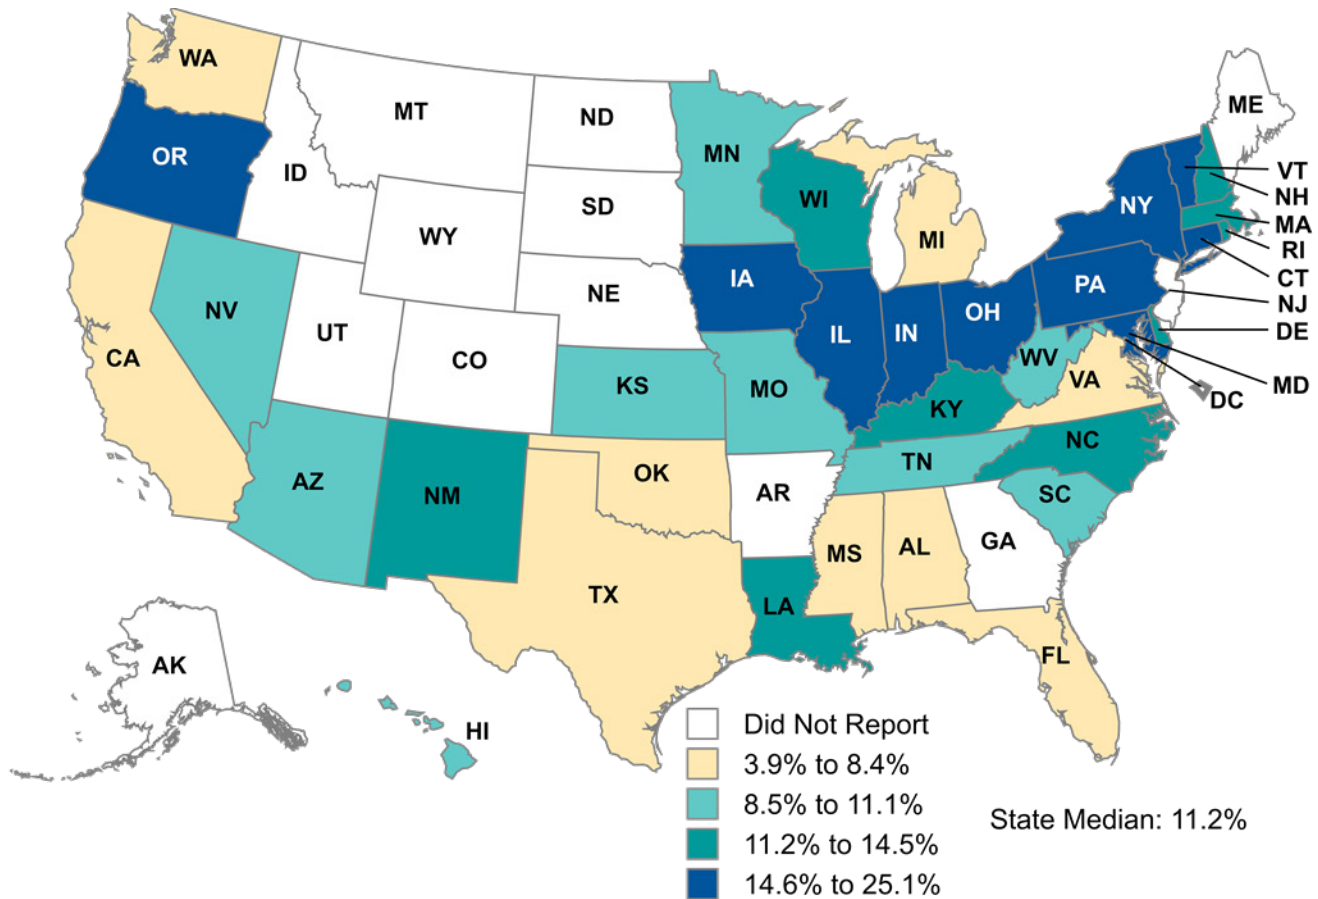 WA
MT
ND
ME
OR
ID
MN
VT
NH
WI
NY
SD
MI
MA
WY
RI
CT
IA
PA
NE
NJ
NV
OH
UT
IL
IN
DE
CA
CO
WV
KS
MO
VA
MD
DC
KY
NC
TN
AZ
OK
NM
AR
SC
GA
MS
AL
TX
LA
FL
AK
HI
Did Not Report
3.9% to 8.4%
8.5% to 11.1%
State Median: 11.2%
11.2% to 14.5%
14.6% to 25.1%